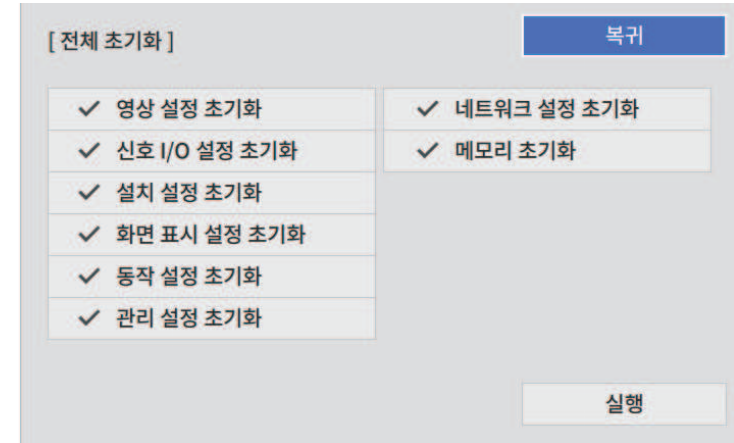 [ 전체 초기화 ]
복귀
영상 설정 초기화
신호 I/O 설정 초기화
설치 설정 초기화
화면 표시 설정 초기화
동작 설정 초기화
관리 설정 초기화
네트워크 설정 초기화
메모리 초기화
실행